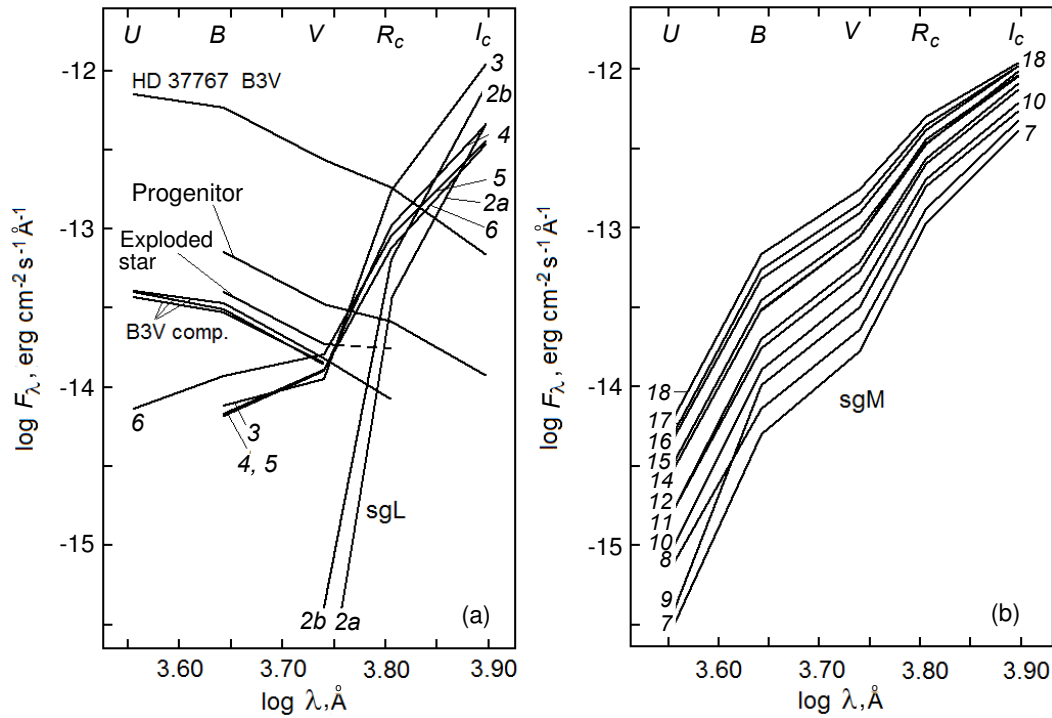 U B V Rc Ic
-12
-13
-14
-15
log Fλ, erg cm-2 s-1 Å-1
HD 37767 B3V
Progenitor
Exploded
star
B3V comp.
6
3
4, 5
sgL
2b 2a
3
2b
4
5
2a
6
(a)
3.60 3.70 3.80 3.90
log λ, Å
U B V Rc Ic
-12
-13
-14
-15
log Fλ, erg cm-2 s-1 Å-1
18
10
7
sgM
18
17
16
15
14
12
11
10
8
9
7
(b)
3.60 3.70 3.80 3.90
log λ, Å